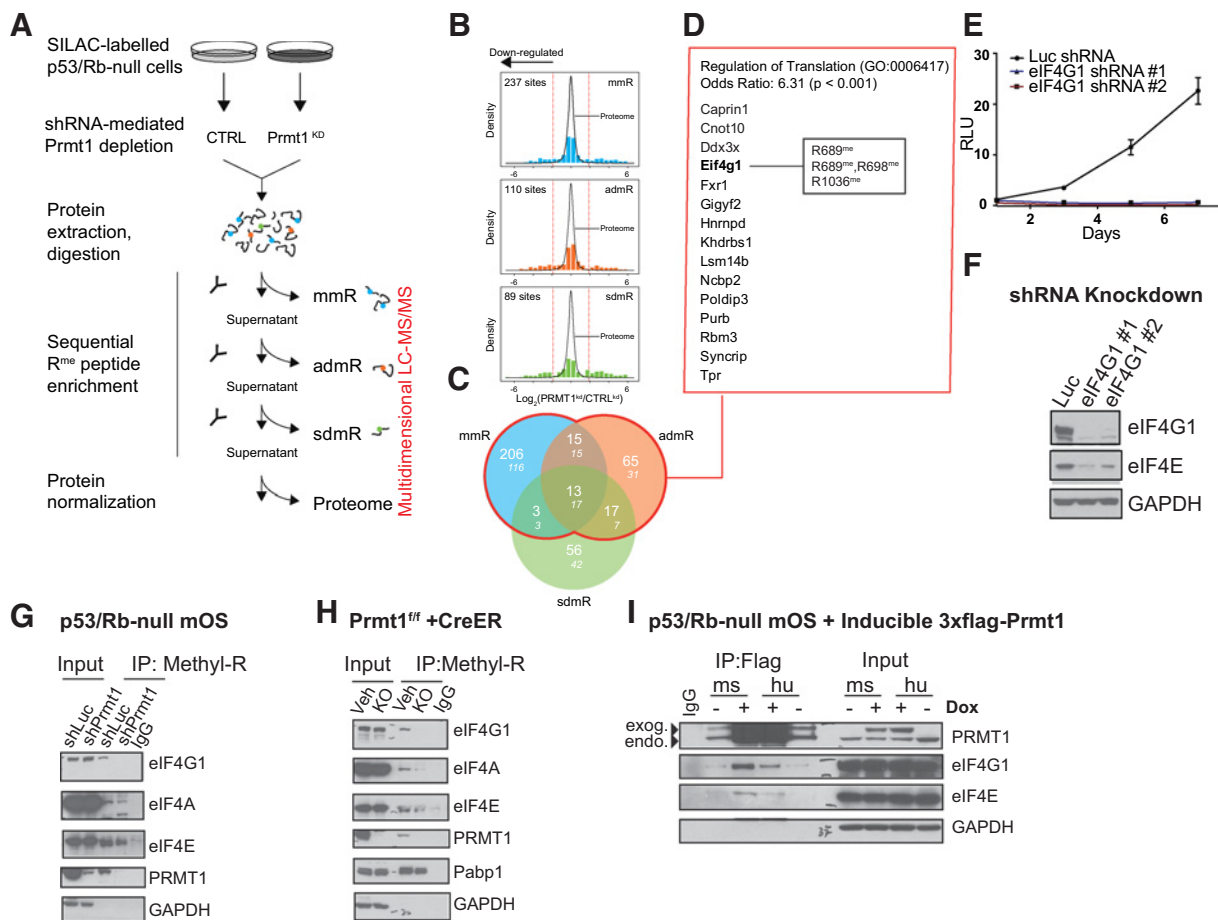 A
SILAC-labelled
p53/Rb-null cells
shRNA-mediated
Prmt1 depletion
CTRL
Prmt1 KD
Protein
extraction,
digestion
Sequential
Rme peptide
enrichment
mmR
Supernatant
admR
Supernatant
sdmR
Supernatant
Protein
normalization
Proteome
Multidimensional LC-MS/MS
B
Down-regulated
237 sites
mmR
Proteome
Density
-6
6
110 sites
admR
Proteome
Density
-6
6
89 sites
sdmR
Proteome
Density
-6
6
Log2(PRMT1kd/CTRLkd)
C
mmR
admR
206
116
15
15
65
31
13
17
3
3
17
7
56
42
sdmR
D
Regulation of Translation (GO:0006417)
Odds Ratio: 6.31 (p < 0.001)
Caprin1
Cnot10
Ddx3x
Eif4g1
Fxr1
Gigyf2
Hnrnpd
Khdrbs1
Lsm14b
Ncbp2
Poldip3
Purb
Rbm3
Syncrip
Tpr
R689me
R689me,R698me
R1036me
E
Luc shRNA
eIF4G1 shRNA #1
eIF4G1 shRNA #2
RLU
30
20
10
0
2
4
6
Days
F
shRNA Knockdown
Luc
eIF4G1 #1
eIF4G1 #2
eIF4G1
eIF4E
GAPDH
G
p53/Rb-null mOS
Input
IP: Methyl-R
shLuc
shPrmt1
shLuc
shPrmt1
IgG
eIF4G1
eIF4A
eIF4E
PRMT1
GAPDH
H
Prmt1f/f +CreER
Input
IP:Methyl-R
Veh
KO
Veh
KO
IgG
eIF4G1
eIF4A
eIF4E
PRMT1
Pabp1
GAPDH
I
p53/Rb-null mOS + Inducible 3xflag-Prmt1
IP:Flag
Input
IgG
ms
hu
ms
hu
- + + - - + + - Dox
exog.
endo.
PRMT1
eIF4G1
eIF4E
37
GAPDH